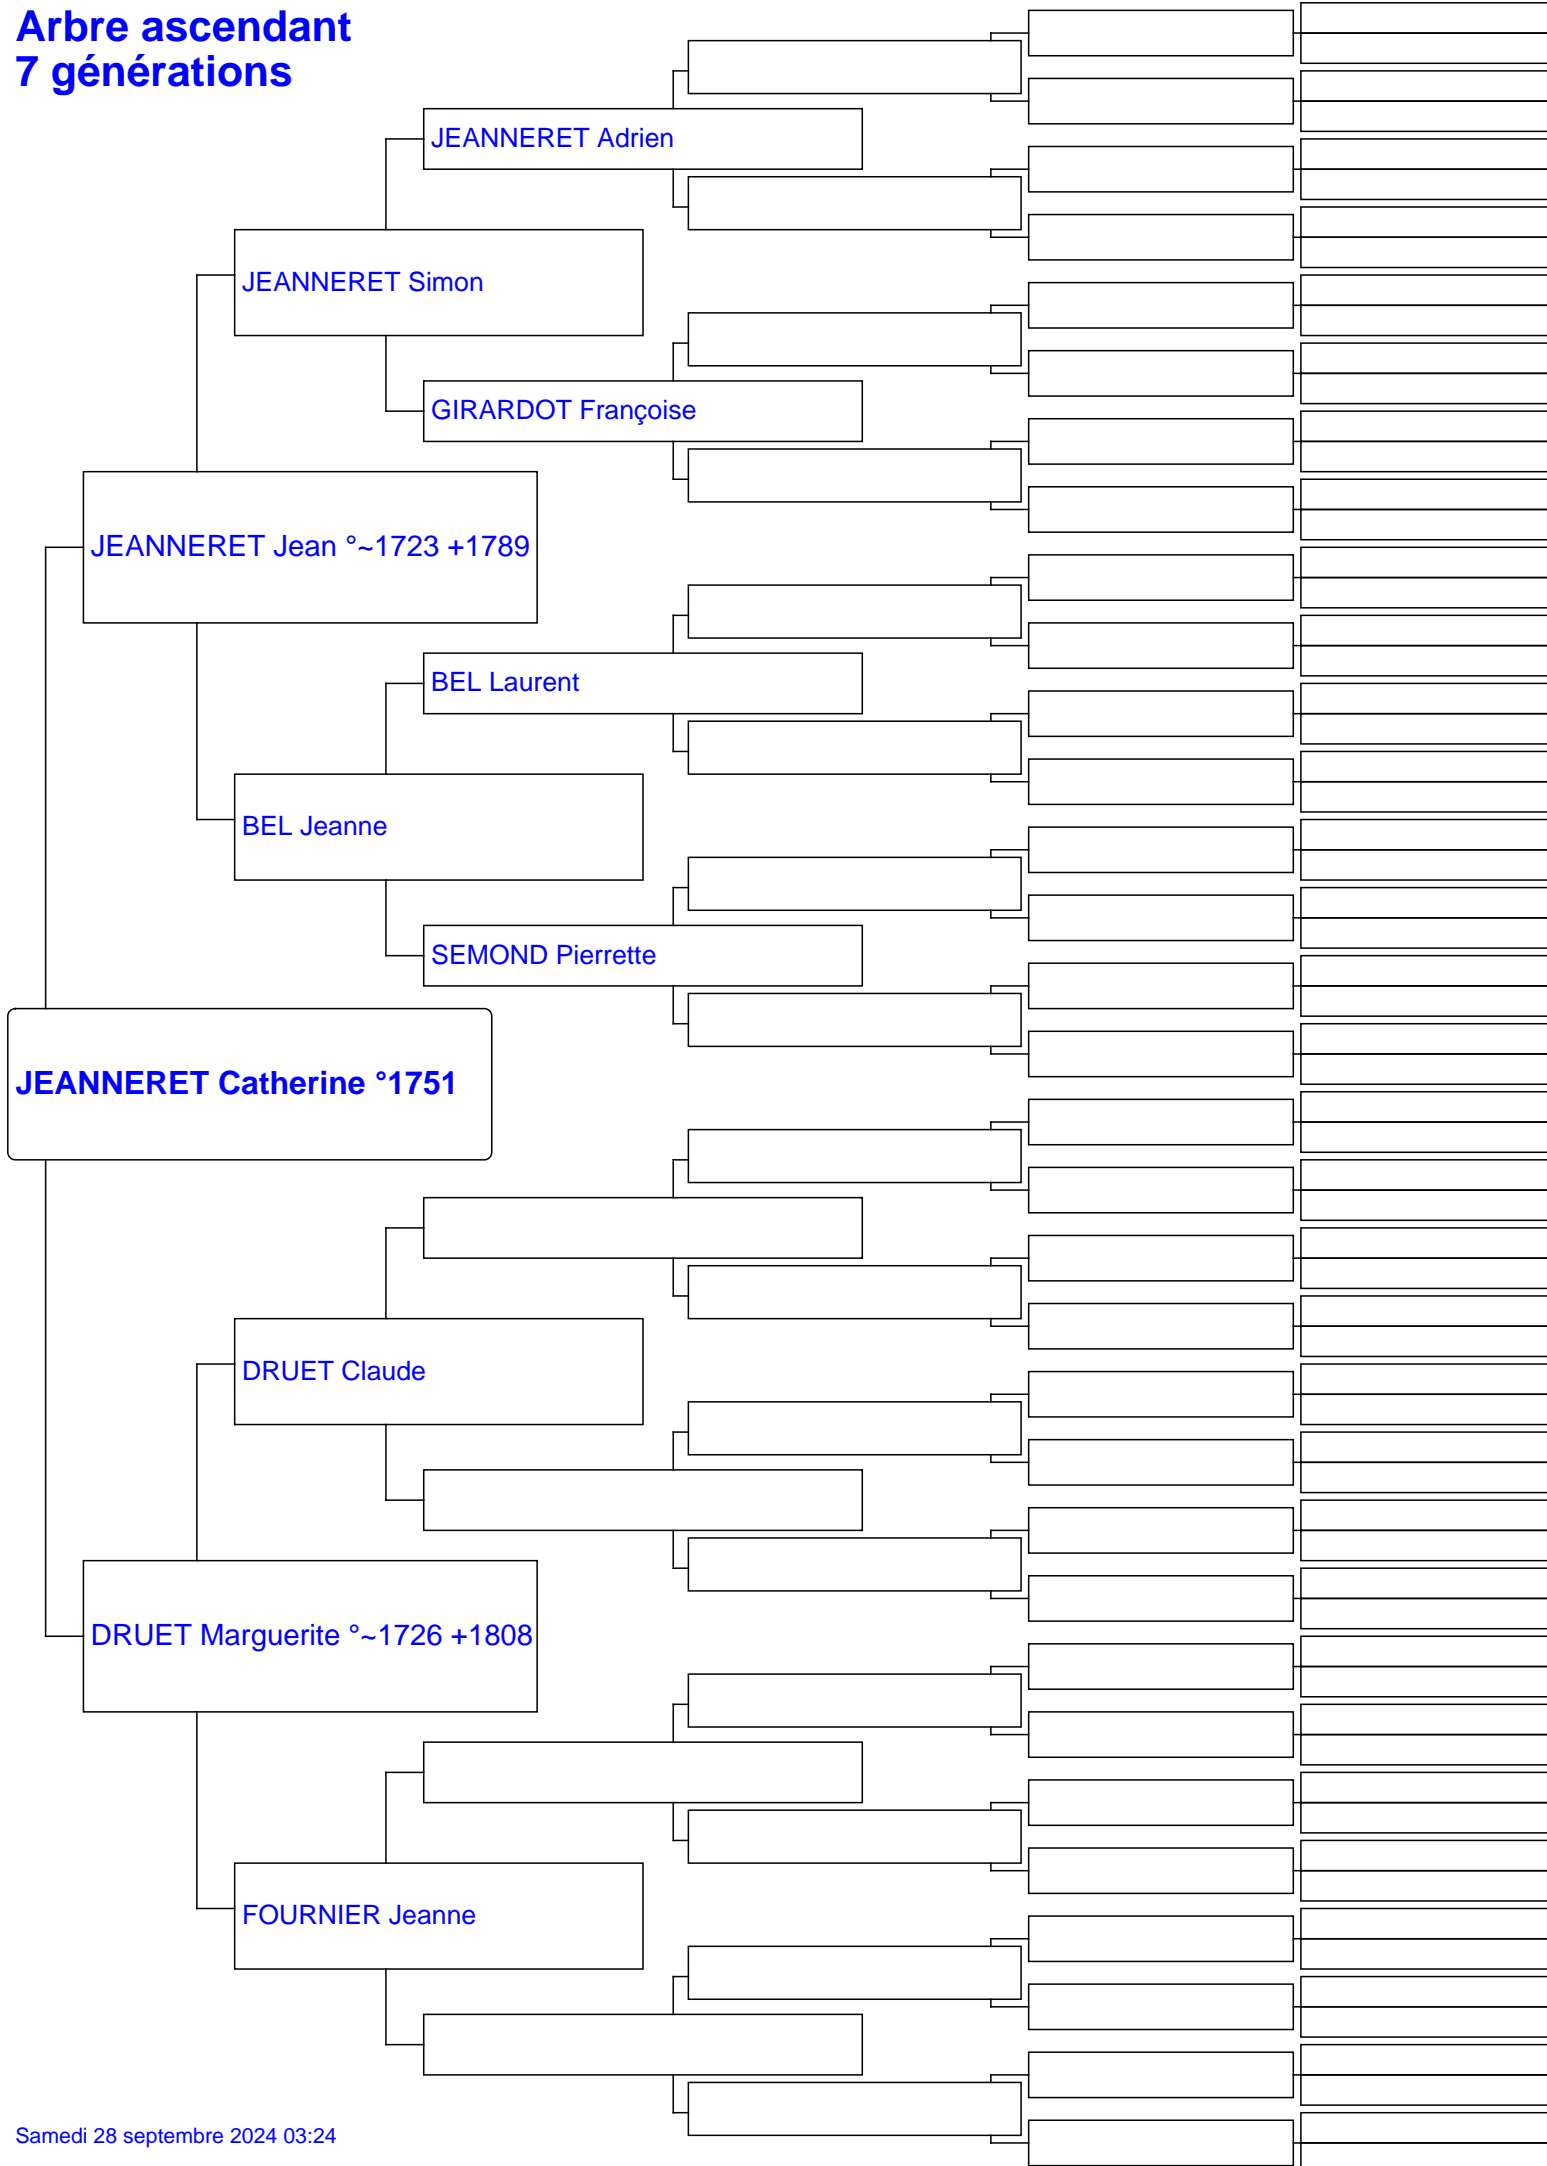 Arbre ascendant
7 générations
JEANNERET Adrien
JEANNERET Simon
GIRARDOT Françoise
JEANNERET Jean °~1723 +1789
BEL Laurent
BEL Jeanne
SEMOND Pierrette
JEANNERET Catherine °1751
DRUET Claude
DRUET Marguerite °~1726 +1808
FOURNIER Jeanne
Samedi 28 septembre 2024 03:24